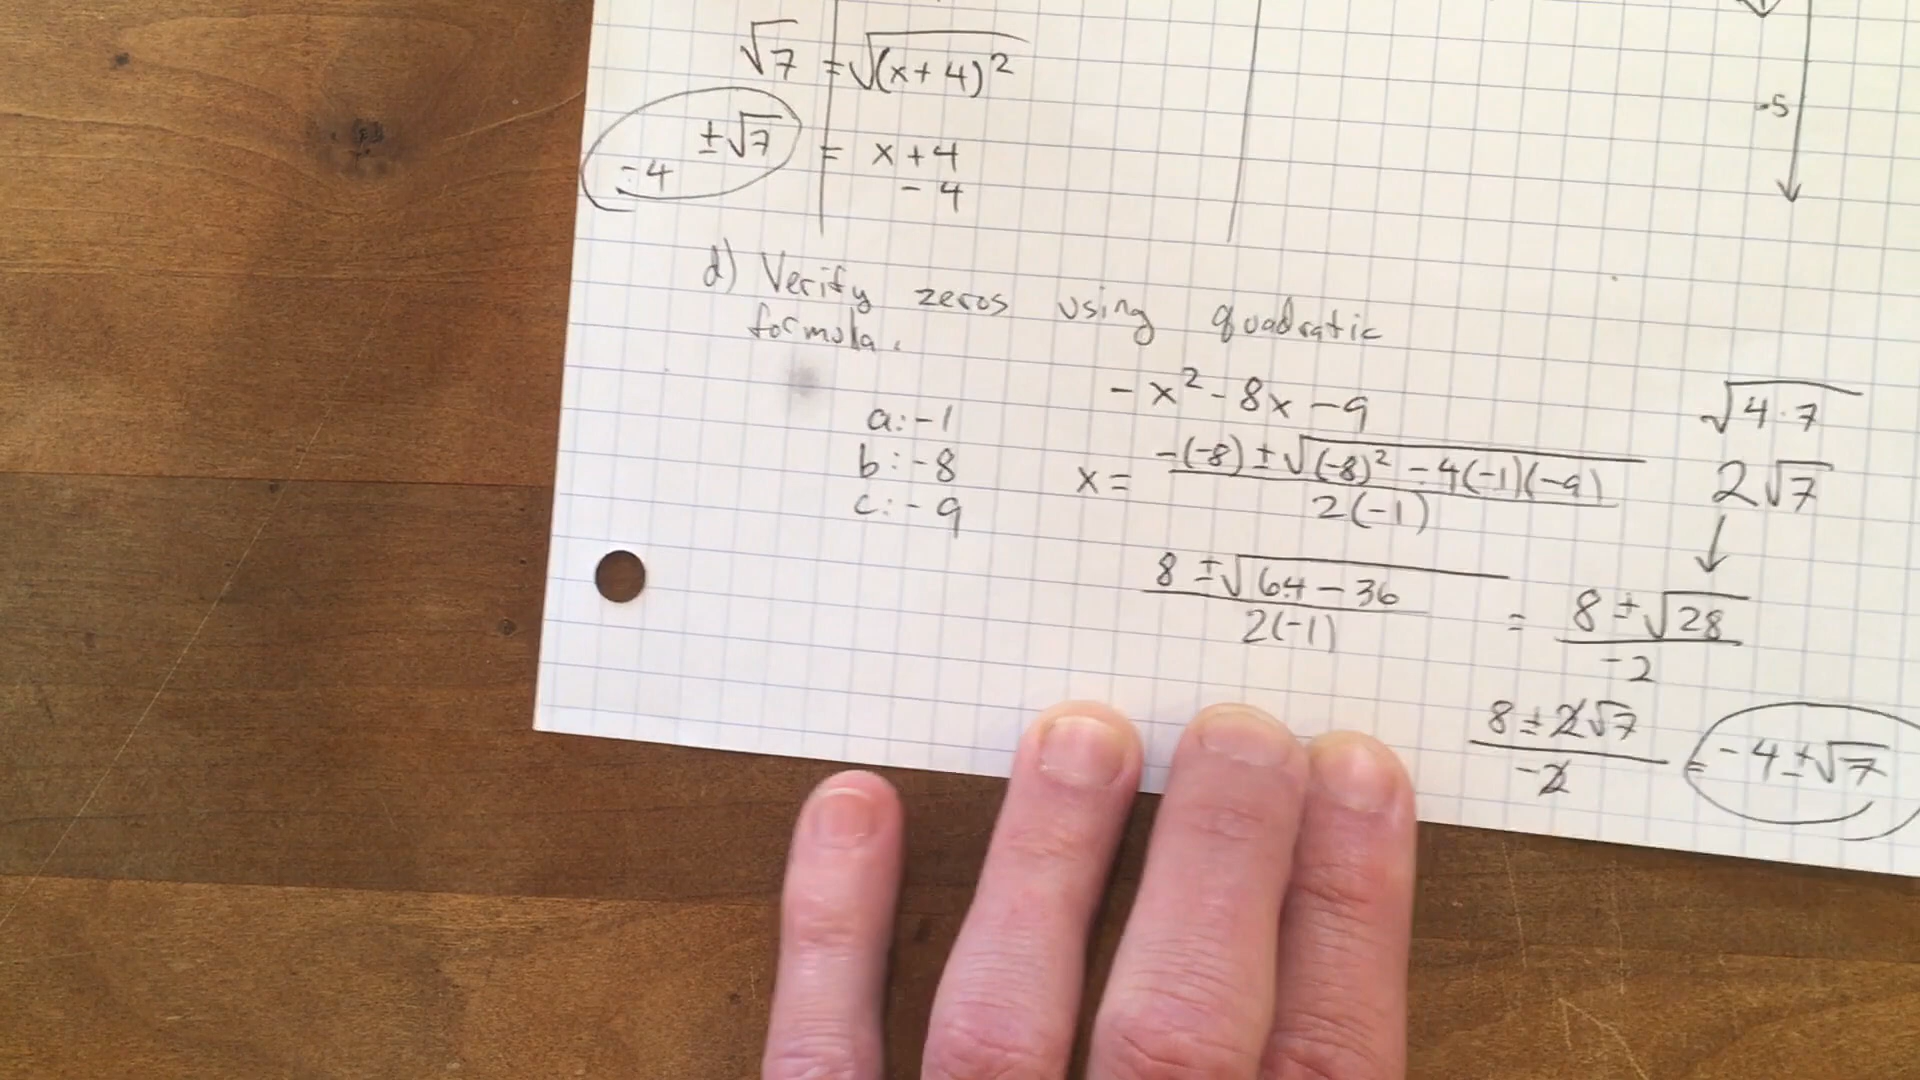 √7 = √(x+4)²
-4 ±√7 = x+4
-4
-5
d) Verify zeros using quadratic
formula.
-x² - 8x - 9
a: -1
b: -8
c: -9
x = (-(-8) ± √((-8)² - 4(-1)(-9))) / 2(-1)
√4·7
2√7
↓
(8 ± √(64 - 36)) / 2(-1) = (8 ± √28) / -2
(8 ± 2√7) / -2 = -4 ± √7